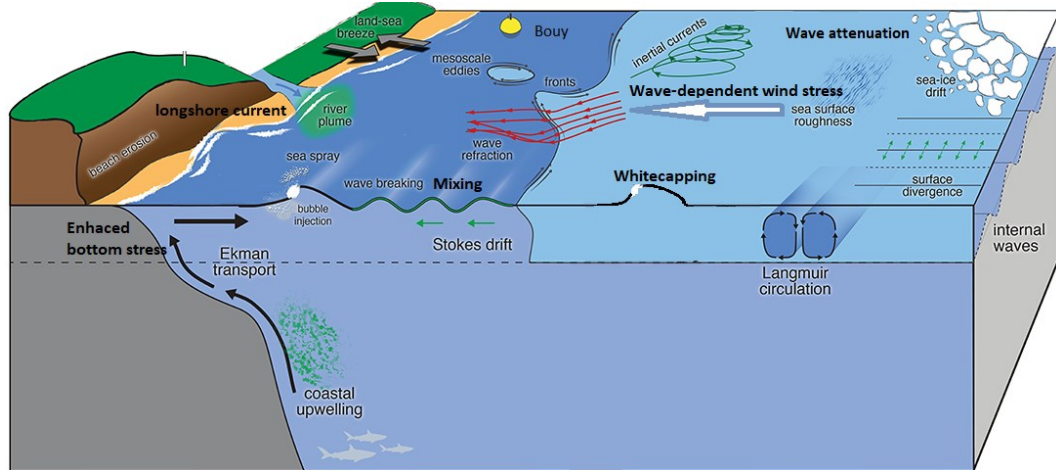 land-sea
breeze
Bouy
mesoscale
eddies
inertial currents
Wave attenuation
sea-ice
drift
fronts
longshore current
river
plume
Wave-dependent wind stress
sea surface
roughness
beach erosion
wave
refraction
sea spray
wave breaking
Mixing
Whitecapping
surface
divergence
bubble
injection
Enhaced
bottom stress
Stokes drift
internal
waves
Ekman
transport
Langmuir
circulation
coastal
upwelling